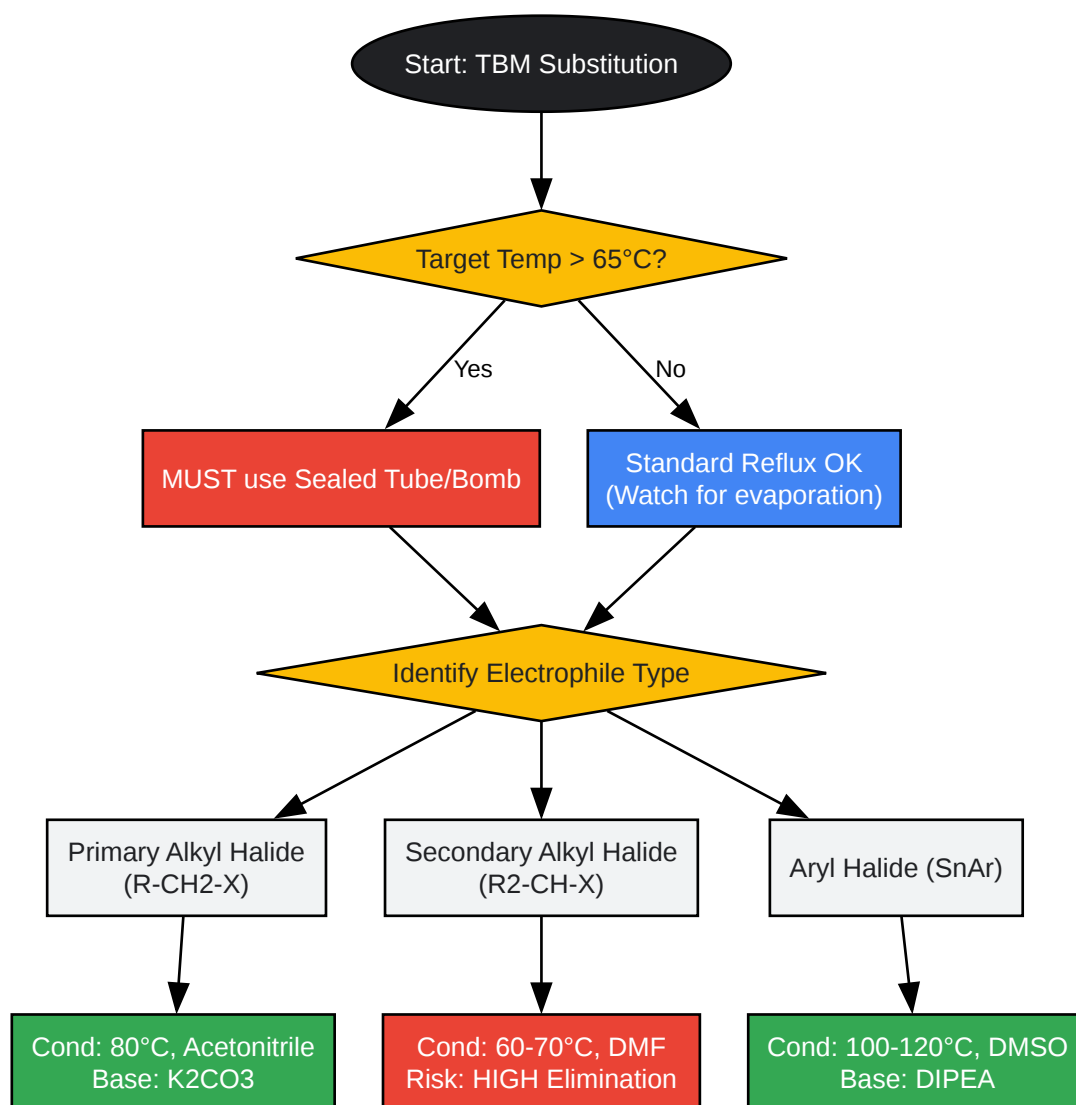 Start: TBM Substitution
Target Temp > 65°C?
Yes
No
MUST use Sealed Tube/Bomb
Standard Reflux OK
(Watch for evaporation)
Identify Electrophile Type
Primary Alkyl Halide
(R-CH2-X)
Secondary Alkyl Halide
(R2-CH-X)
Aryl Halide (SnAr)
Cond: 80°C, Acetonitrile
Base: K2CO3
Cond: 60-70°C, DMF
Risk: HIGH Elimination
Cond: 100-120°C, DMSO
Base: DIPEA